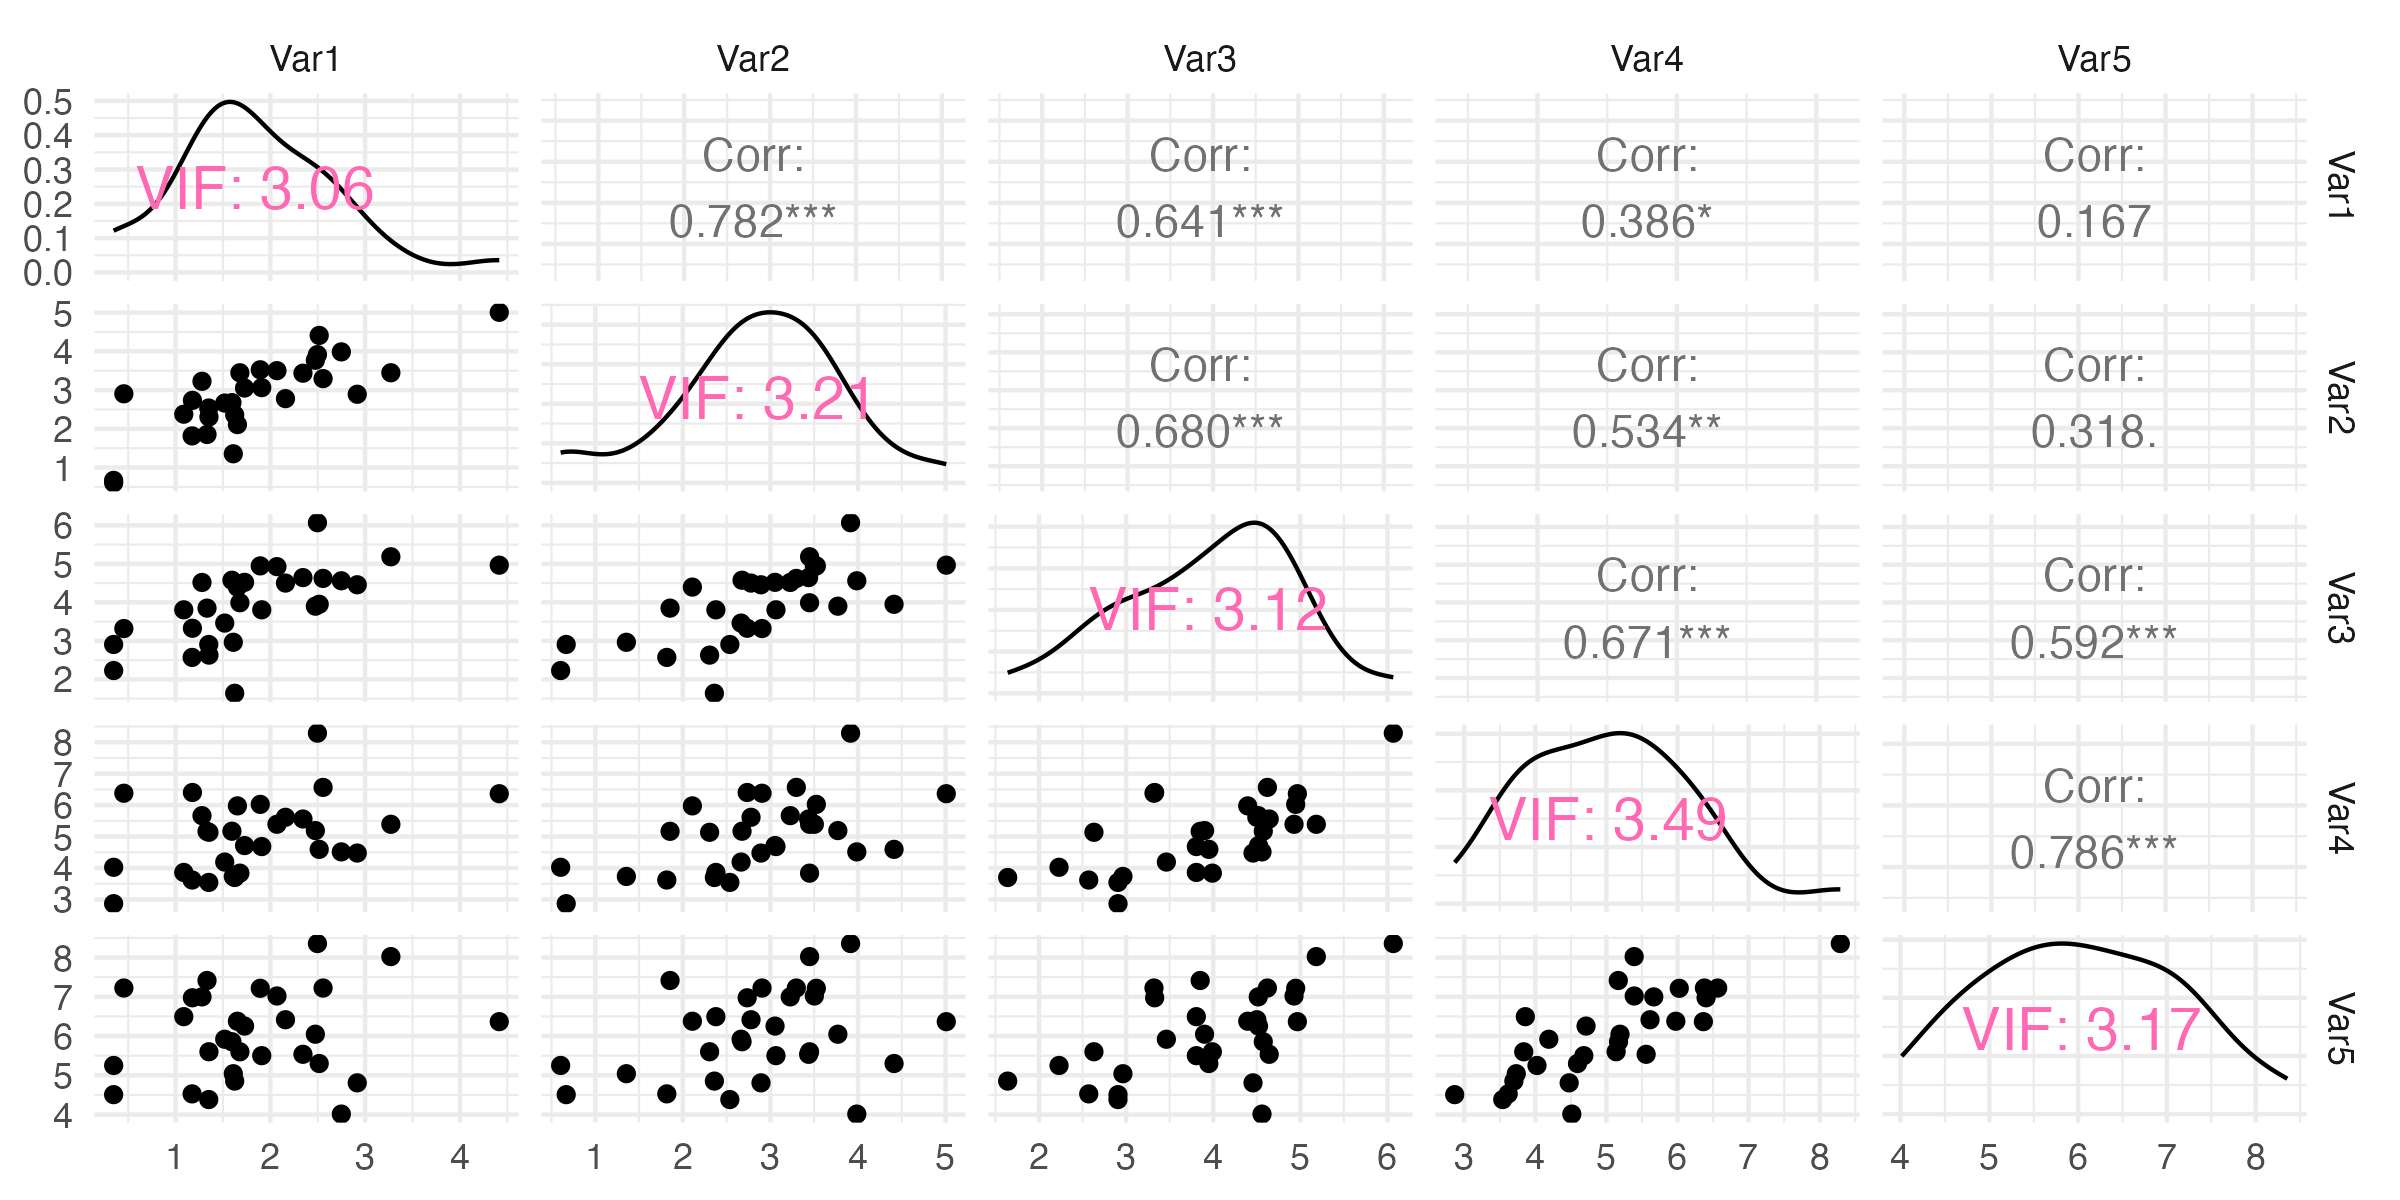 Var1 Var2 Var3 Var4 Var5
0.5
0.4
0.3
0.2
0.1
0.0
VIF: 3.06
Corr:
0.782***
Corr:
0.641***
Corr:
0.386*
Corr:
0.167
Var1
5
4
3
2
1
VIF: 3.21
Corr:
0.680***
Corr:
0.534**
Corr:
0.318.
Var2
6
5
4
3
2
VIF: 3.12
Corr:
0.671***
Corr:
0.592***
Var3
8
7
6
5
4
3
VIF: 3.49
Corr:
0.786***
Var4
8
7
6
5
4
VIF: 3.17
Var5
1 2 3 4
1 2 3 4 5
2 3 4 5 6
3 4 5 6 7 8
4 5 6 7 8